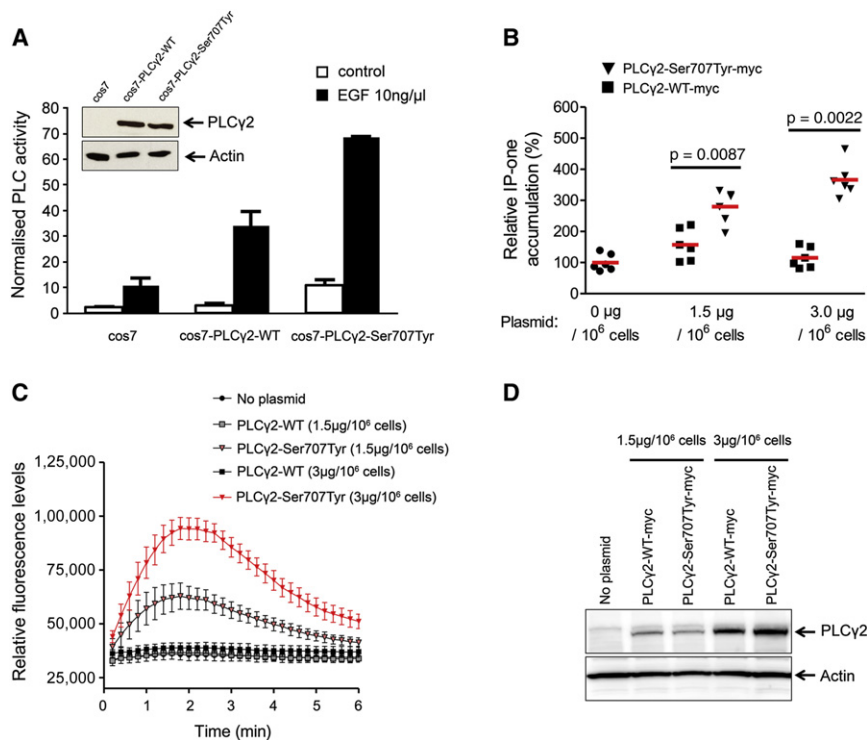 A
cos7
cos7-PLCγ2-WT
cos7-PLCγ2-Ser707Tyr
PLCγ2
Actin
control
EGF 10ng/µl
Normalised PLC activity
80
70
60
50
40
30
20
10
0
cos7
cos7-PLCγ2-WT
cos7-PLCγ2-Ser707Tyr
B
PLCγ2-Ser707Tyr-myc
PLCγ2-WT-myc
Relative IP-one
accumulation (%)
600
500
400
300
200
100
0
p = 0.0087
p = 0.0022
Plasmid:
0 µg
/ 10⁶ cells
1.5 µg
/ 10⁶ cells
3.0 µg
/ 10⁶ cells
C
No plasmid
PLCγ2-WT (1.5µg/10⁶ cells)
PLCγ2-Ser707Tyr (1.5µg/10⁶ cells)
PLCγ2-WT (3µg/10⁶ cells)
PLCγ2-Ser707Tyr (3µg/10⁶ cells)
Relative fluorescence levels
1,25,000
1,00,000
75,000
50,000
25,000
0
1
2
3
4
5
6
Time (min)
D
1.5µg/10⁶ cells
3µg/10⁶ cells
No plasmid
PLCγ2-WT-myc
PLCγ2-Ser707Tyr-myc
PLCγ2-WT-myc
PLCγ2-Ser707Tyr-myc
PLCγ2
Actin